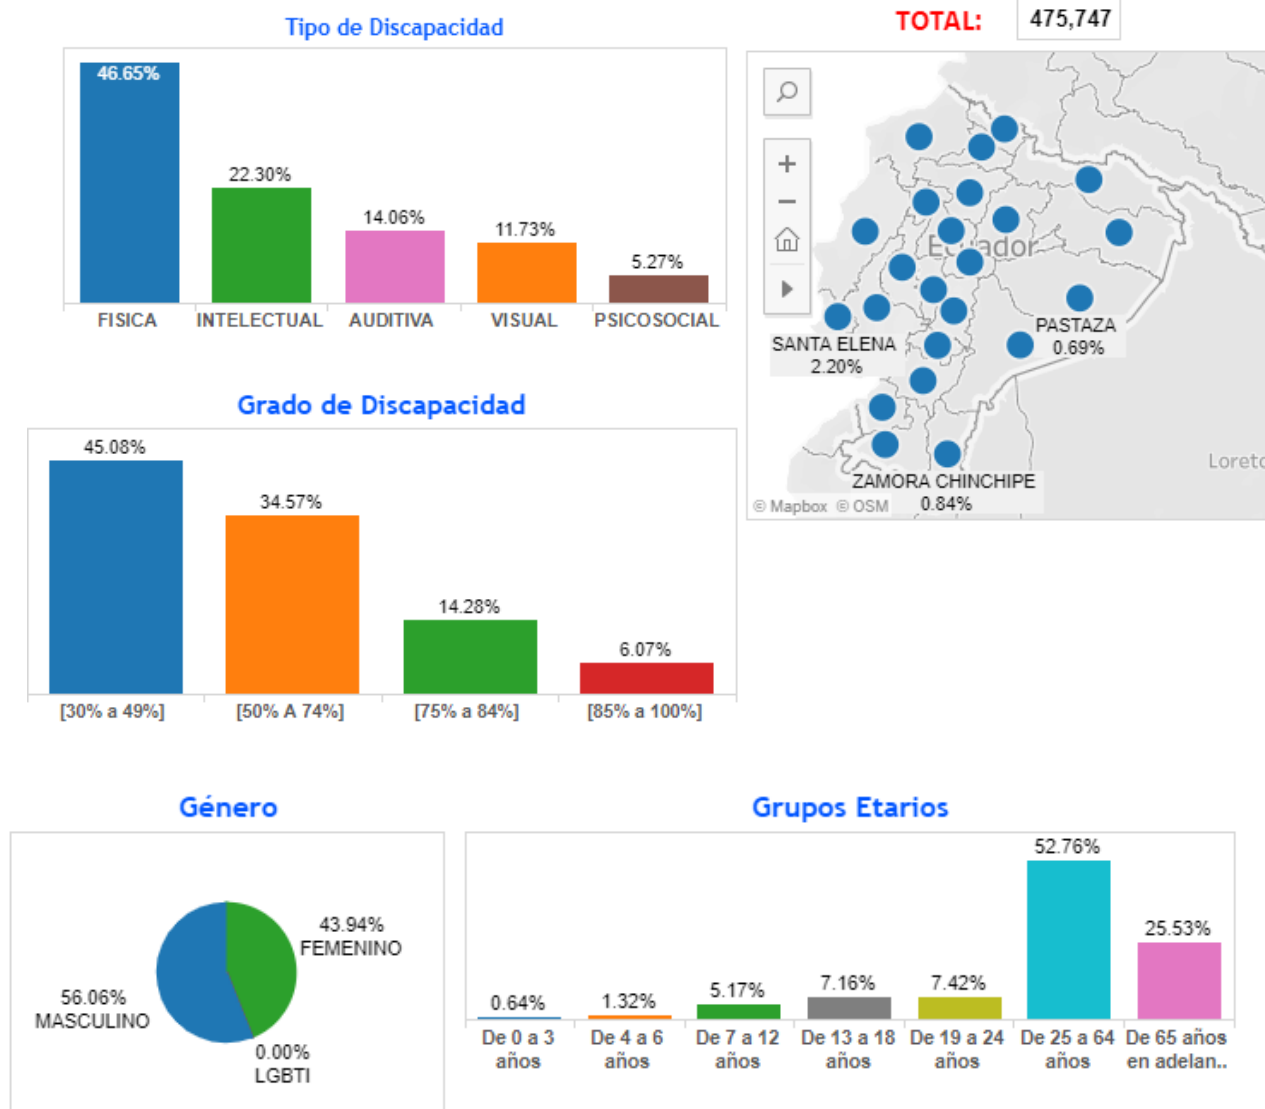 Tipo de Discapacidad
46.65%
22.30%
14.06%
11.73%
5.27%
FISICA
INTELECTUAL
AUDITIVA
VISUAL
PSICOSOCIAL
TOTAL:
475,747
Ecuador
SANTA ELENA
2.20%
PASTAZA
0.69%
ZAMORA CHINCHIPE
0.84%
Loreto
© Mapbox © OSM
Grado de Discapacidad
45.08%
34.57%
14.28%
6.07%
[30% a 49%]
[50% A 74%]
[75% a 84%]
[85% a 100%]
Género
43.94%
FEMENINO
56.06%
MASCULINO
0.00%
LGBTI
Grupos Etarios
0.64%
1.32%
5.17%
7.16%
7.42%
52.76%
25.53%
De 0 a 3
años
De 4 a 6
años
De 7 a 12
años
De 13 a 18
años
De 19 a 24
años
De 25 a 64
años
De 65 años
en adelan..